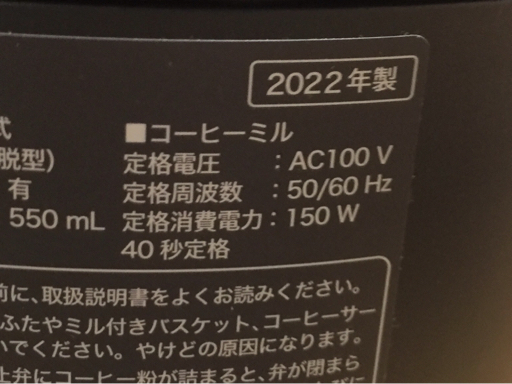 2022年製
式
脱型)
有
550 mL
■コーヒーミル
定格電圧 : AC100 V
定格周波数 : 50/60 Hz
定格消費電力 : 150 W
40 秒定格
前に、取扱説明書をよくお読みください。
ふたやミル付きバスケット、コーヒーサー
いでください。やけどの原因になります。
上弁にコーヒー粉が詰まると、弁が閉まら